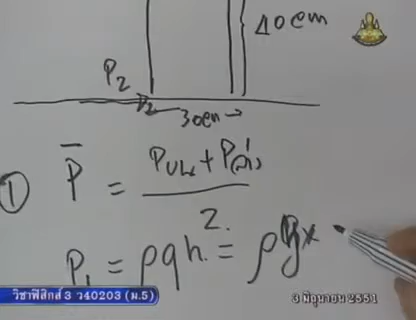 40cm
P₂
P₂
30cm →
① P̄ = Pบน + Pล่าง
2.
P₁ = ρgh. = ρg
วิชาฟิสิกส์ 3 ว40203 (ม.5)
3 มิถุนายน 2551